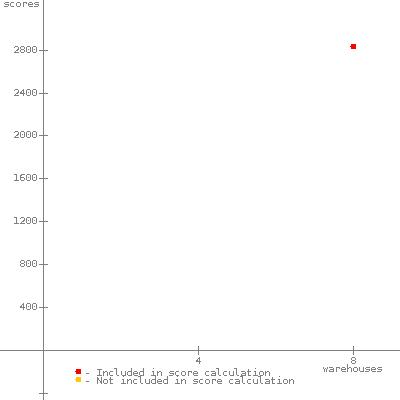 scores
2800
2400
2000
1600
1200
800
400
4 8
warehouses
- Included in score calculation
- Not included in score calculation